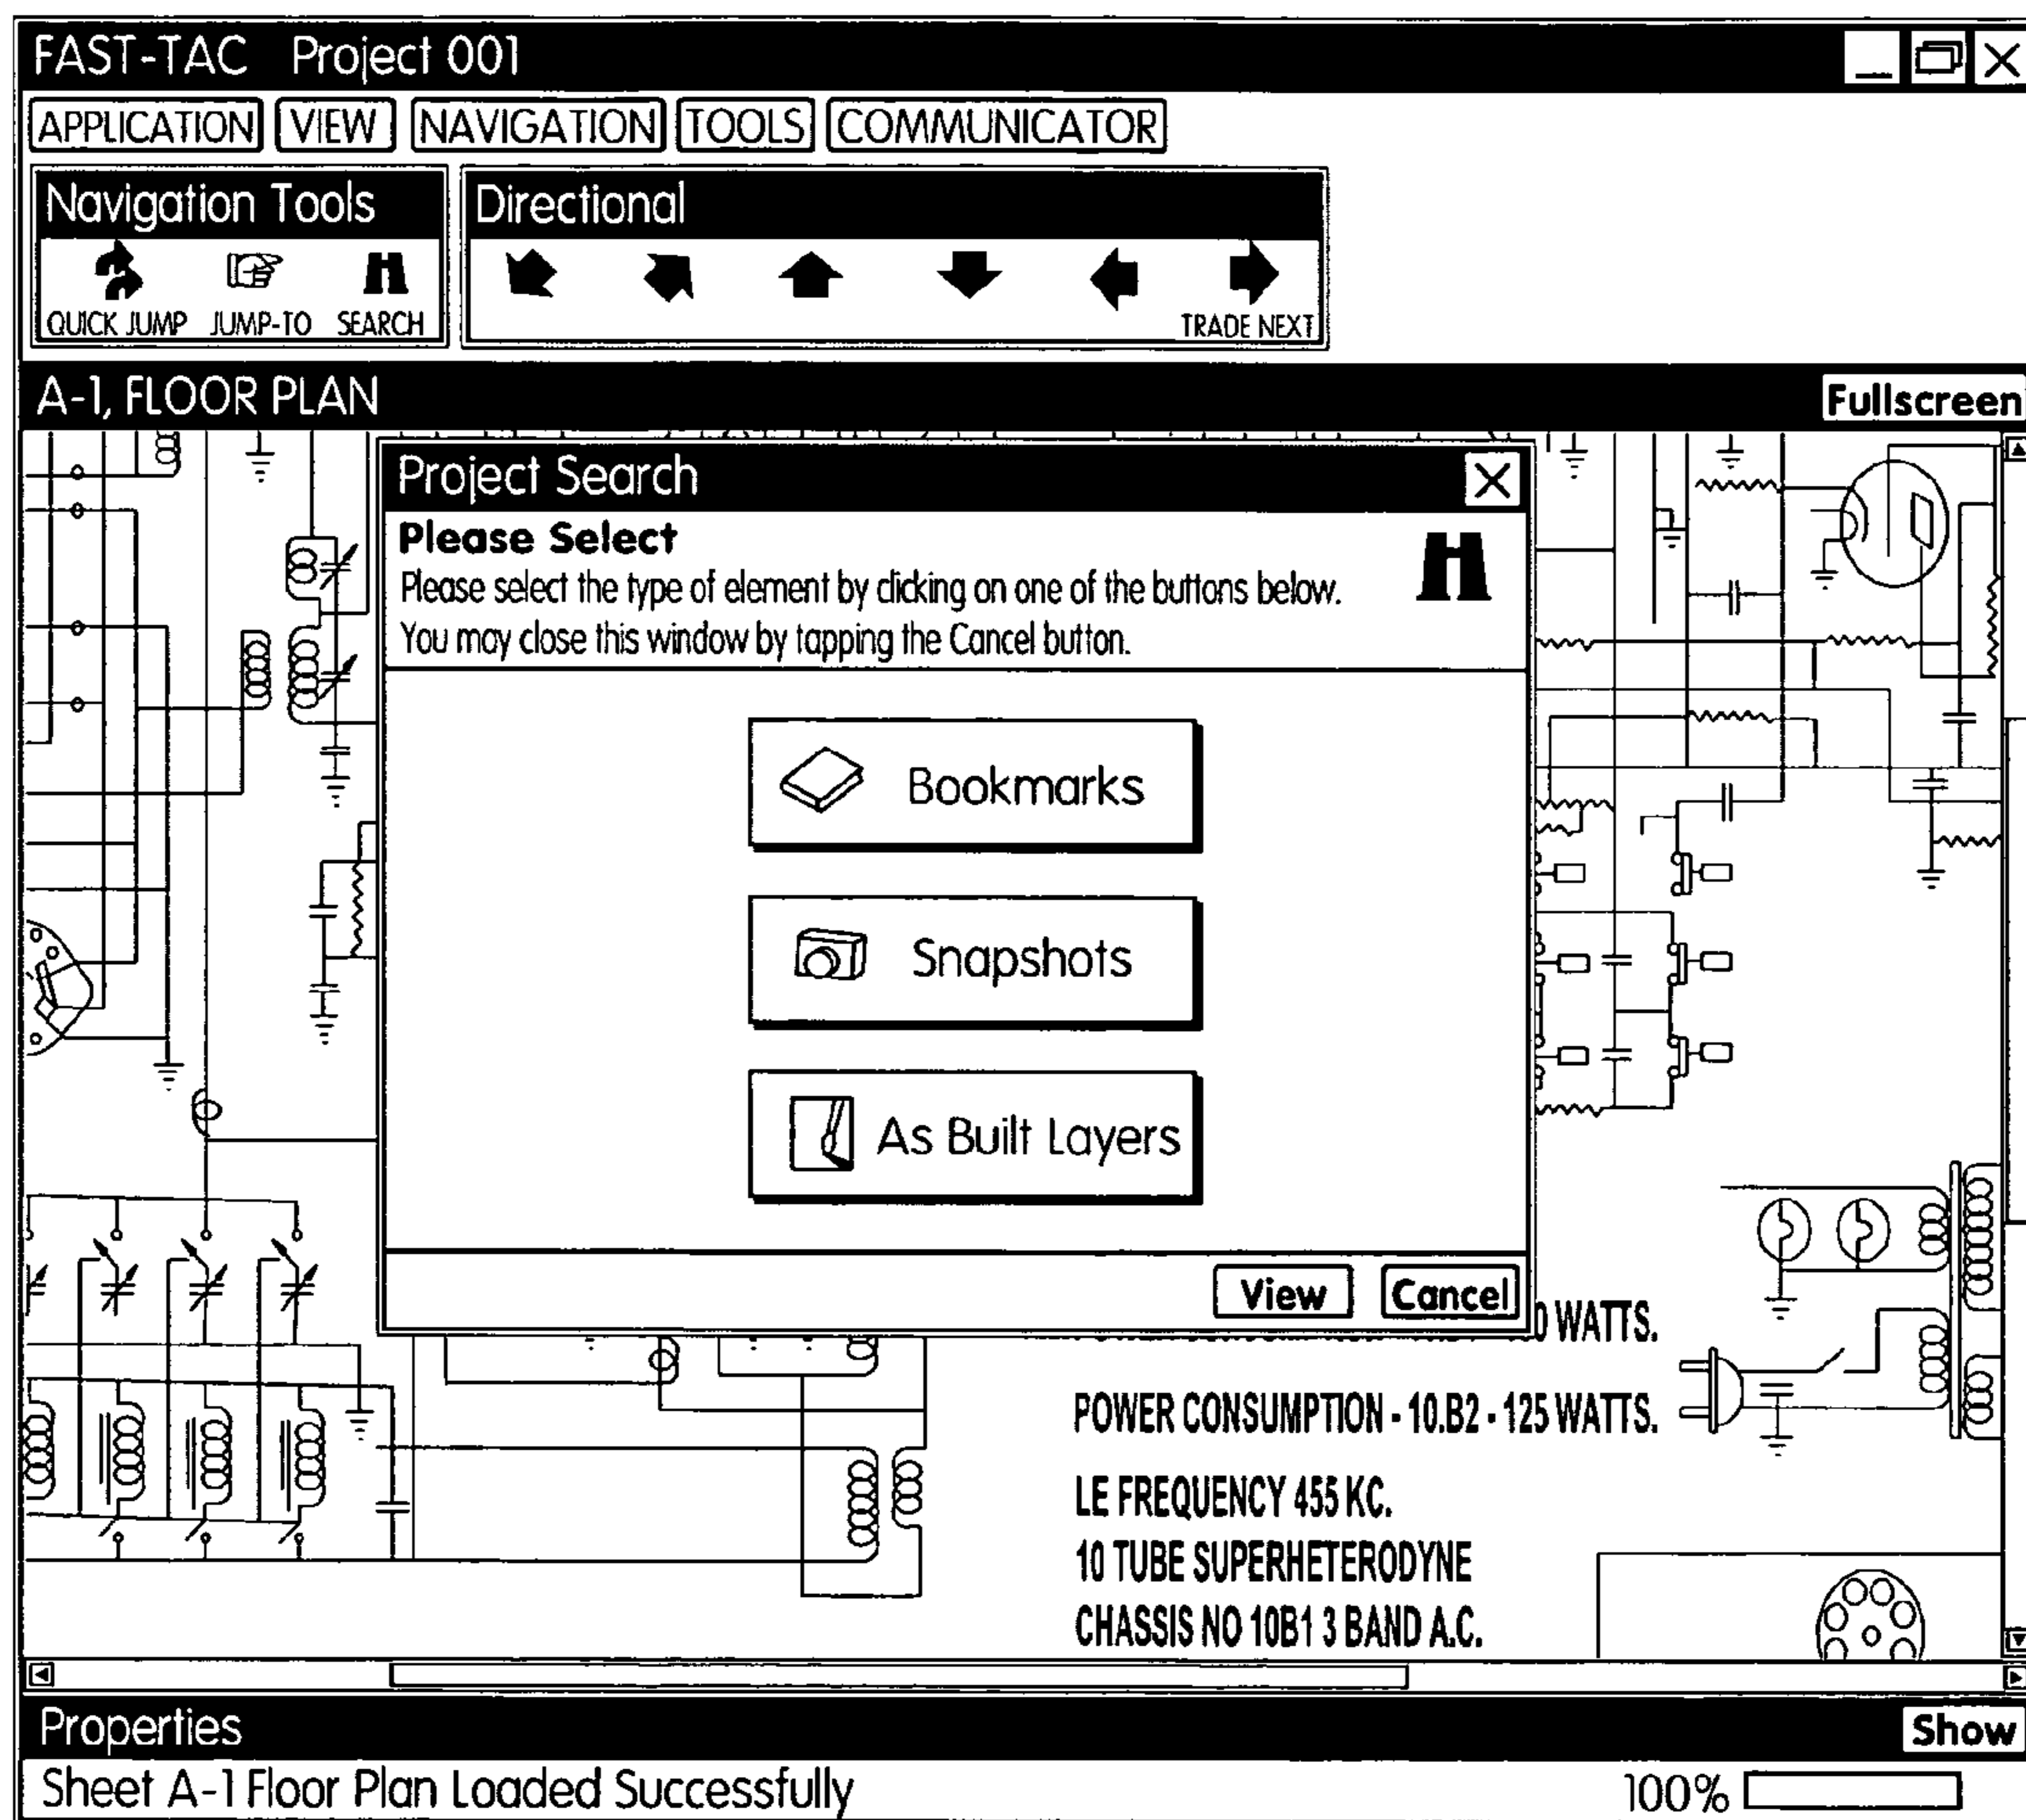 FAST-TAC Project 001
APPLICATION VIEW NAVIGATION TOOLS COMMUNICATOR
Navigation Tools Directional
QUICK JUMP JUMP-TO SEARCH TRADE NEXT
A-1, FLOOR PLAN Fullscreen
Project Search
Please Select
Please select the type of element by clicking on one of the buttons below.
You may close this window by tapping the Cancel button.
Bookmarks
Snapshots
As Built Layers
View Cancel
WATTS.
POWER CONSUMPTION - 10.B2 - 125 WATTS.
LE FREQUENCY 455 KC.
10 TUBE SUPERHETERODYNE
CHASSIS NO 10B1 3 BAND A.C.
Properties Show
Sheet A-1 Floor Plan Loaded Successfully 100%